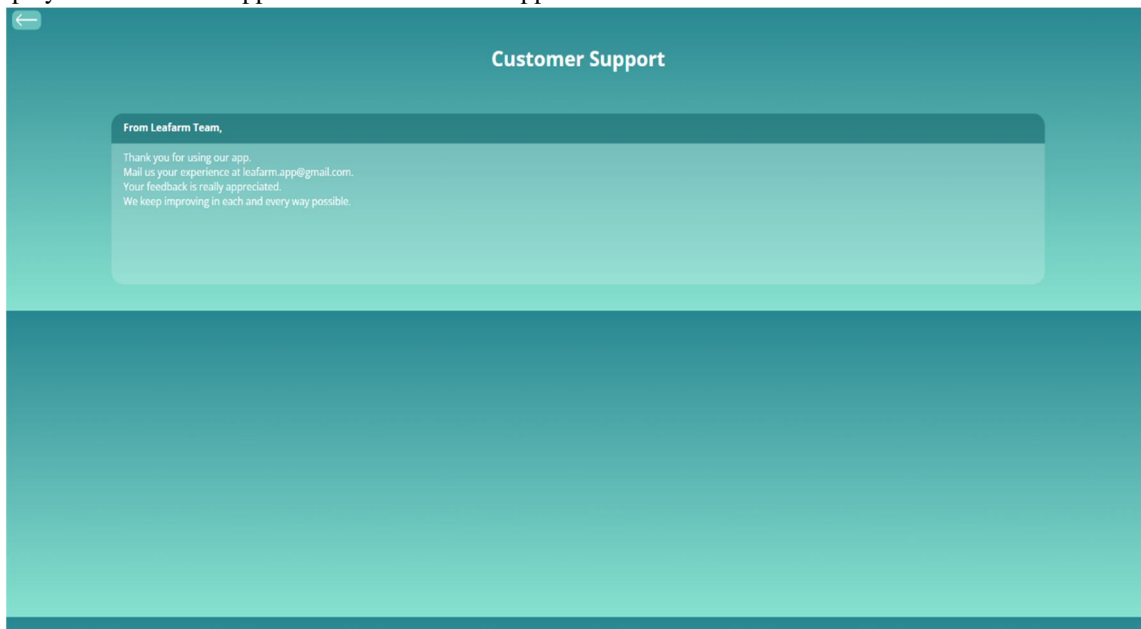 Customer Support
From Leafarm Team,
Thank you for using our app.
Mail us your experience at leafarm.app@gmail.com.
Your feedback is really appreciated.
We keep improving in each and every way possible.